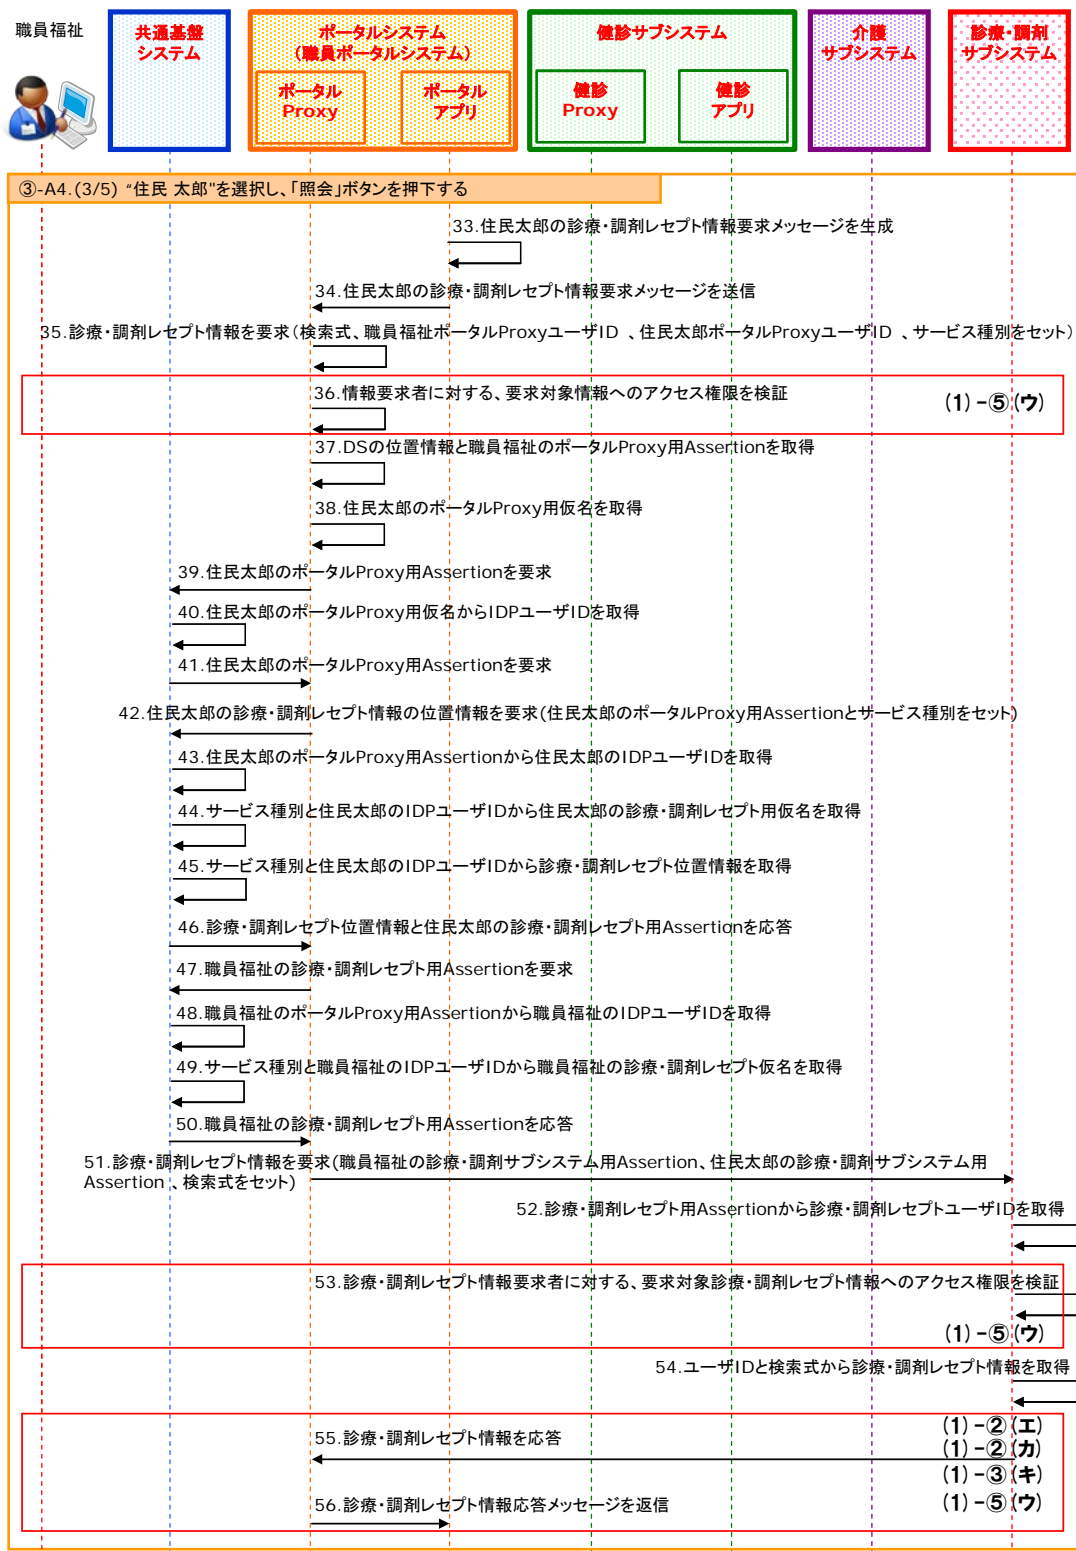 職員福祉
共通基盤
システム
ポータルシステム
(職員ポータルシステム)
ポータル
Proxy
ポータル
アプリ
健診サブシステム
健診
Proxy
健診
アプリ
介護
サブシステム
診療・調剤
サブシステム
③-A4.(3/5) “住民 太郎"を選択し、「照会」ボタンを押下する
33.住民太郎の診療・調剤レセプト情報要求メッセージを生成
34.住民太郎の診療・調剤レセプト情報要求メッセージを送信
35.診療・調剤レセプト情報を要求(検索式、職員福祉ポータルProxyユーザID 、住民太郎ポータルProxyユーザID 、サービス種別をセット)
36.情報要求者に対する、要求対象情報へのアクセス権限を検証
(1)-⑤(ウ)
37.DSの位置情報と職員福祉のポータルProxy用Assertionを取得
38.住民太郎のポータルProxy用仮名を取得
39.住民太郎のポータルProxy用Assertionを要求
40.住民太郎のポータルProxy用仮名からIDPユーザIDを取得
41.住民太郎のポータルProxy用Assertionを要求
42.住民太郎の診療・調剤レセプト情報の位置情報を要求(住民太郎のポータルProxy用Assertionとサービス種別をセット)
43.住民太郎のポータルProxy用Assertionから住民太郎のIDPユーザIDを取得
44.サービス種別と住民太郎のIDPユーザIDから住民太郎の診療・調剤レセプト用仮名を取得
45.サービス種別と住民太郎のIDPユーザIDから診療・調剤レセプト位置情報を取得
46.診療・調剤レセプト位置情報と住民太郎の診療・調剤レセプト用Assertionを応答
47.職員福祉の診療・調剤レセプト用Assertionを要求
48.職員福祉のポータルProxy用Assertionから職員福祉のIDPユーザIDを取得
49.サービス種別と職員福祉のIDPユーザIDから職員福祉の診療・調剤レセプト仮名を取得
50.職員福祉の診療・調剤レセプト用Assertionを応答
51.診療・調剤レセプト情報を要求(職員福祉の診療・調剤サブシステム用Assertion、住民太郎の診療・調剤サブシステム用
Assertion 、検索式をセット)
52.診療・調剤レセプト用Assertionから診療・調剤レセプトユーザIDを取得
53.診療・調剤レセプト情報要求者に対する、要求対象診療・調剤レセプト情報へのアクセス権限を検証
(1)-⑤(ウ)
54.ユーザIDと検索式から診療・調剤レセプト情報を取得
(1)-②(エ)
55.診療・調剤レセプト情報を応答
(1)-②(カ)
(1)-③(キ)
(1)-⑤(ウ)
56.診療・調剤レセプト情報応答メッセージを返信